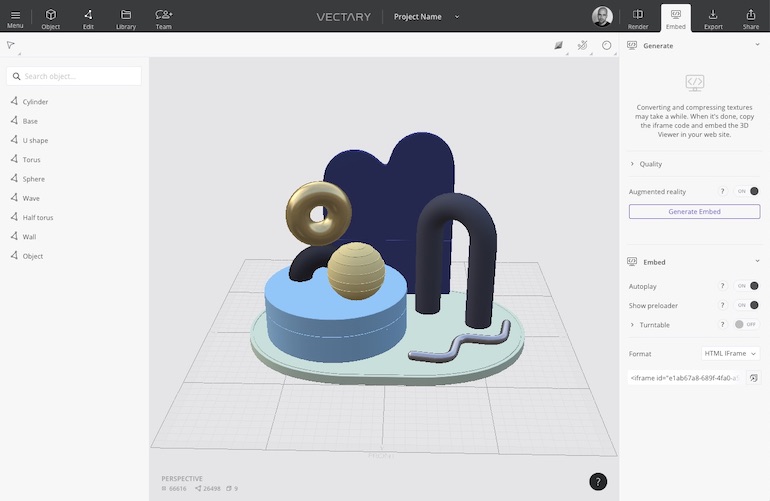 Menu
Object
Edit
Library
Team
VECTARY
Project Name
Render
Embed
Export
Share
Search object...
Cylinder
Base
U shape
Torus
Sphere
Wave
Half torus
Wall
Object
FRONT
PERSPECTIVE
66616 26498 9
?
Generate
Converting and compressing textures
may take a while. When it's done, copy
the iframe code and embed the 3D
Viewer in your web site.
Quality
Augmented reality ? ON
Generate Embed
Embed
Autoplay ? ON
Show preloader ? ON
Turntable ? OFF
Format HTML IFrame
<iframe id="e1ab67a8-689f-4fa0-a